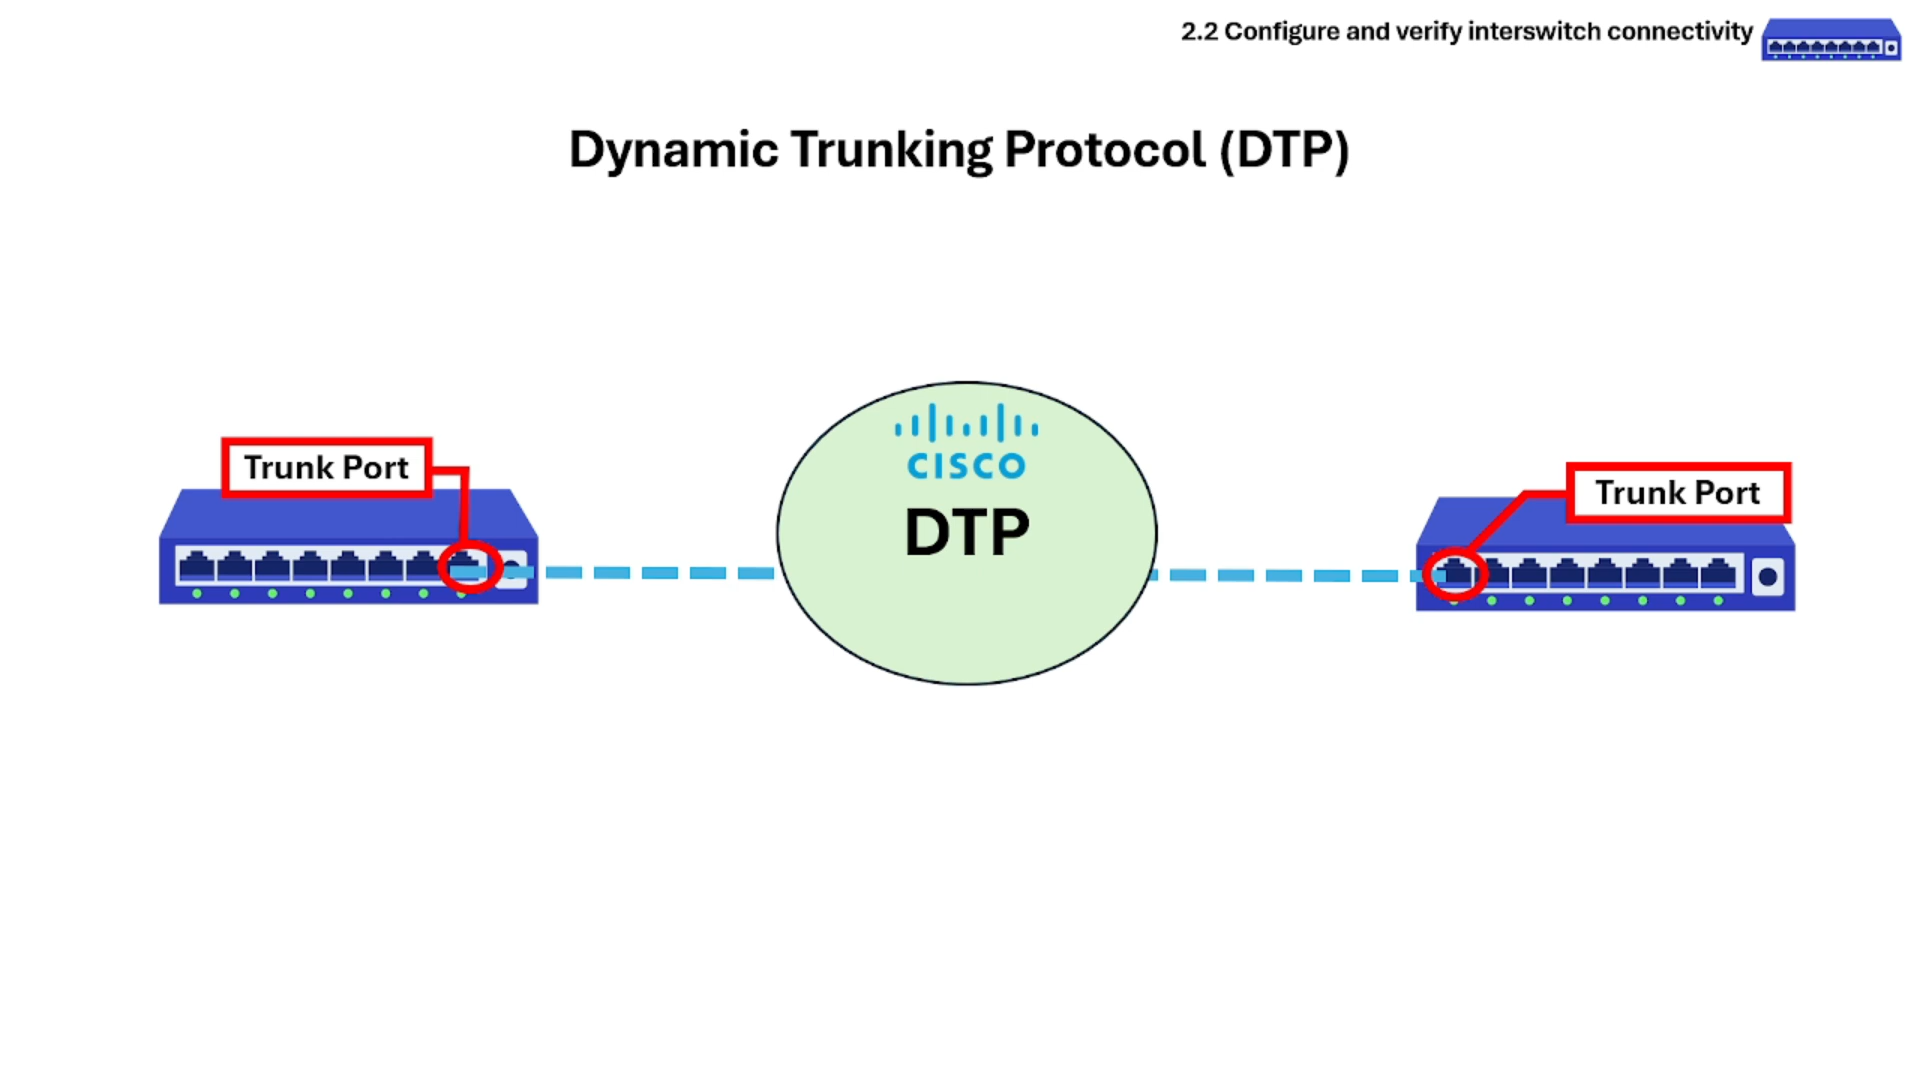 2.2 Configure and verify interswitch connectivity
Dynamic Trunking Protocol (DTP)
CISCO
DTP
Trunk Port
Trunk Port